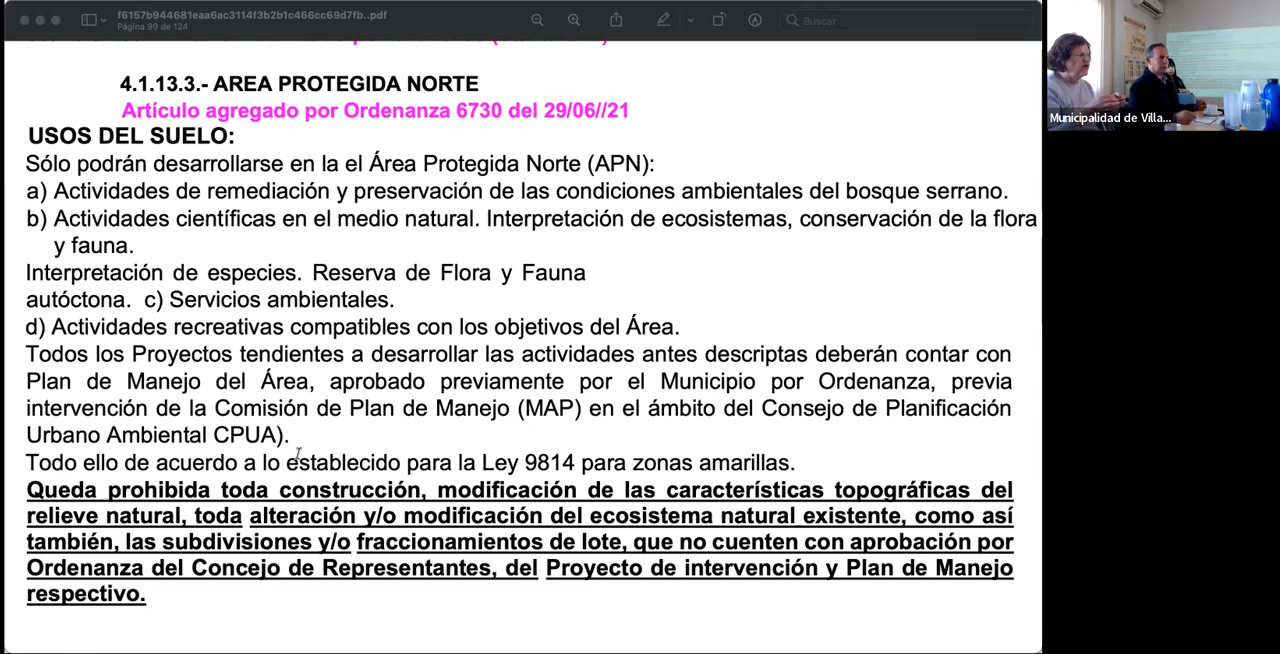 f6157b944681eaa6ac3114f3b2b1c466cc69d7fb..pdf
Página 99 de 124
Buscar
4.1.13.3.- AREA PROTEGIDA NORTE
Artículo agregado por Ordenanza 6730 del 29/06//21
USOS DEL SUELO:
Sólo podrán desarrollarse en la el Área Protegida Norte (APN):
a) Actividades de remediación y preservación de las condiciones ambientales del bosque serrano.
b) Actividades científicas en el medio natural. Interpretación de ecosistemas, conservación de la flora
y fauna.
Interpretación de especies. Reserva de Flora y Fauna
autóctona. c) Servicios ambientales.
d) Actividades recreativas compatibles con los objetivos del Área.
Todos los Proyectos tendientes a desarrollar las actividades antes descriptas deberán contar con
Plan de Manejo del Área, aprobado previamente por el Municipio por Ordenanza, previa
intervención de la Comisión de Plan de Manejo (MAP) en el ámbito del Consejo de Planificación
Urbano Ambiental CPUA).
Todo ello de acuerdo a lo establecido para la Ley 9814 para zonas amarillas.
Queda prohibida toda construcción, modificación de las características topográficas del
relieve natural, toda alteración y/o modificación del ecosistema natural existente, como así
también, las subdivisiones y/o fraccionamientos de lote, que no cuenten con aprobación por
Ordenanza del Concejo de Representantes, del Proyecto de intervención y Plan de Manejo
respectivo.
Municipalidad de Villa...